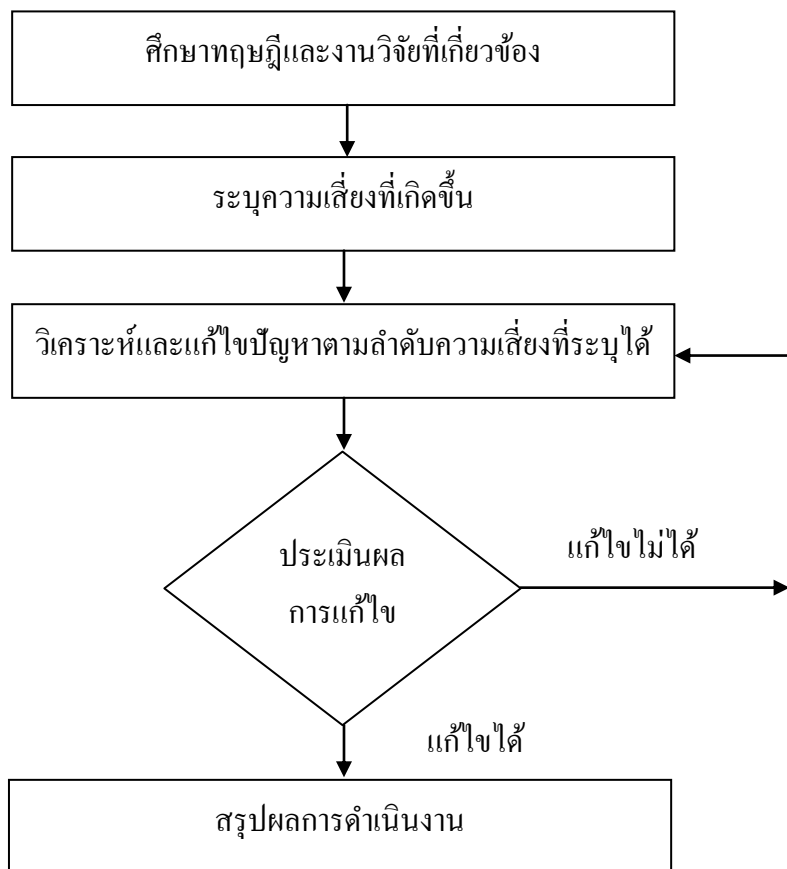 ศึกษาทฤษฎีและงานวิจัยที่เกี่ยวข้อง
ระบุความเสี่ยงที่เกิดขึ้น
วิเคราะห์และแก้ไขปัญหาตามลำดับความเสี่ยงที่ระบุได้
ประเมินผล
การแก้ไข
แก้ไขไม่ได้
แก้ไขได้
สรุปผลการดำเนินงาน